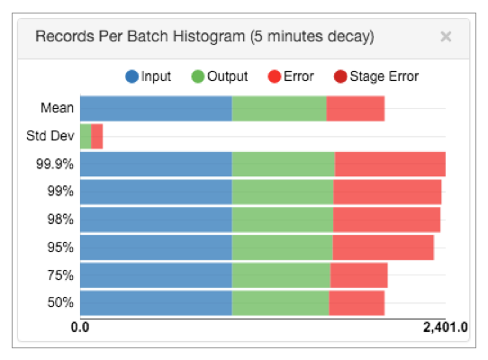 Records Per Batch Histogram (5 minutes decay) ×
Input Output Error Stage Error
Mean
Std Dev
99.9%
99%
98%
95%
75%
50%
0.0 2,401.0